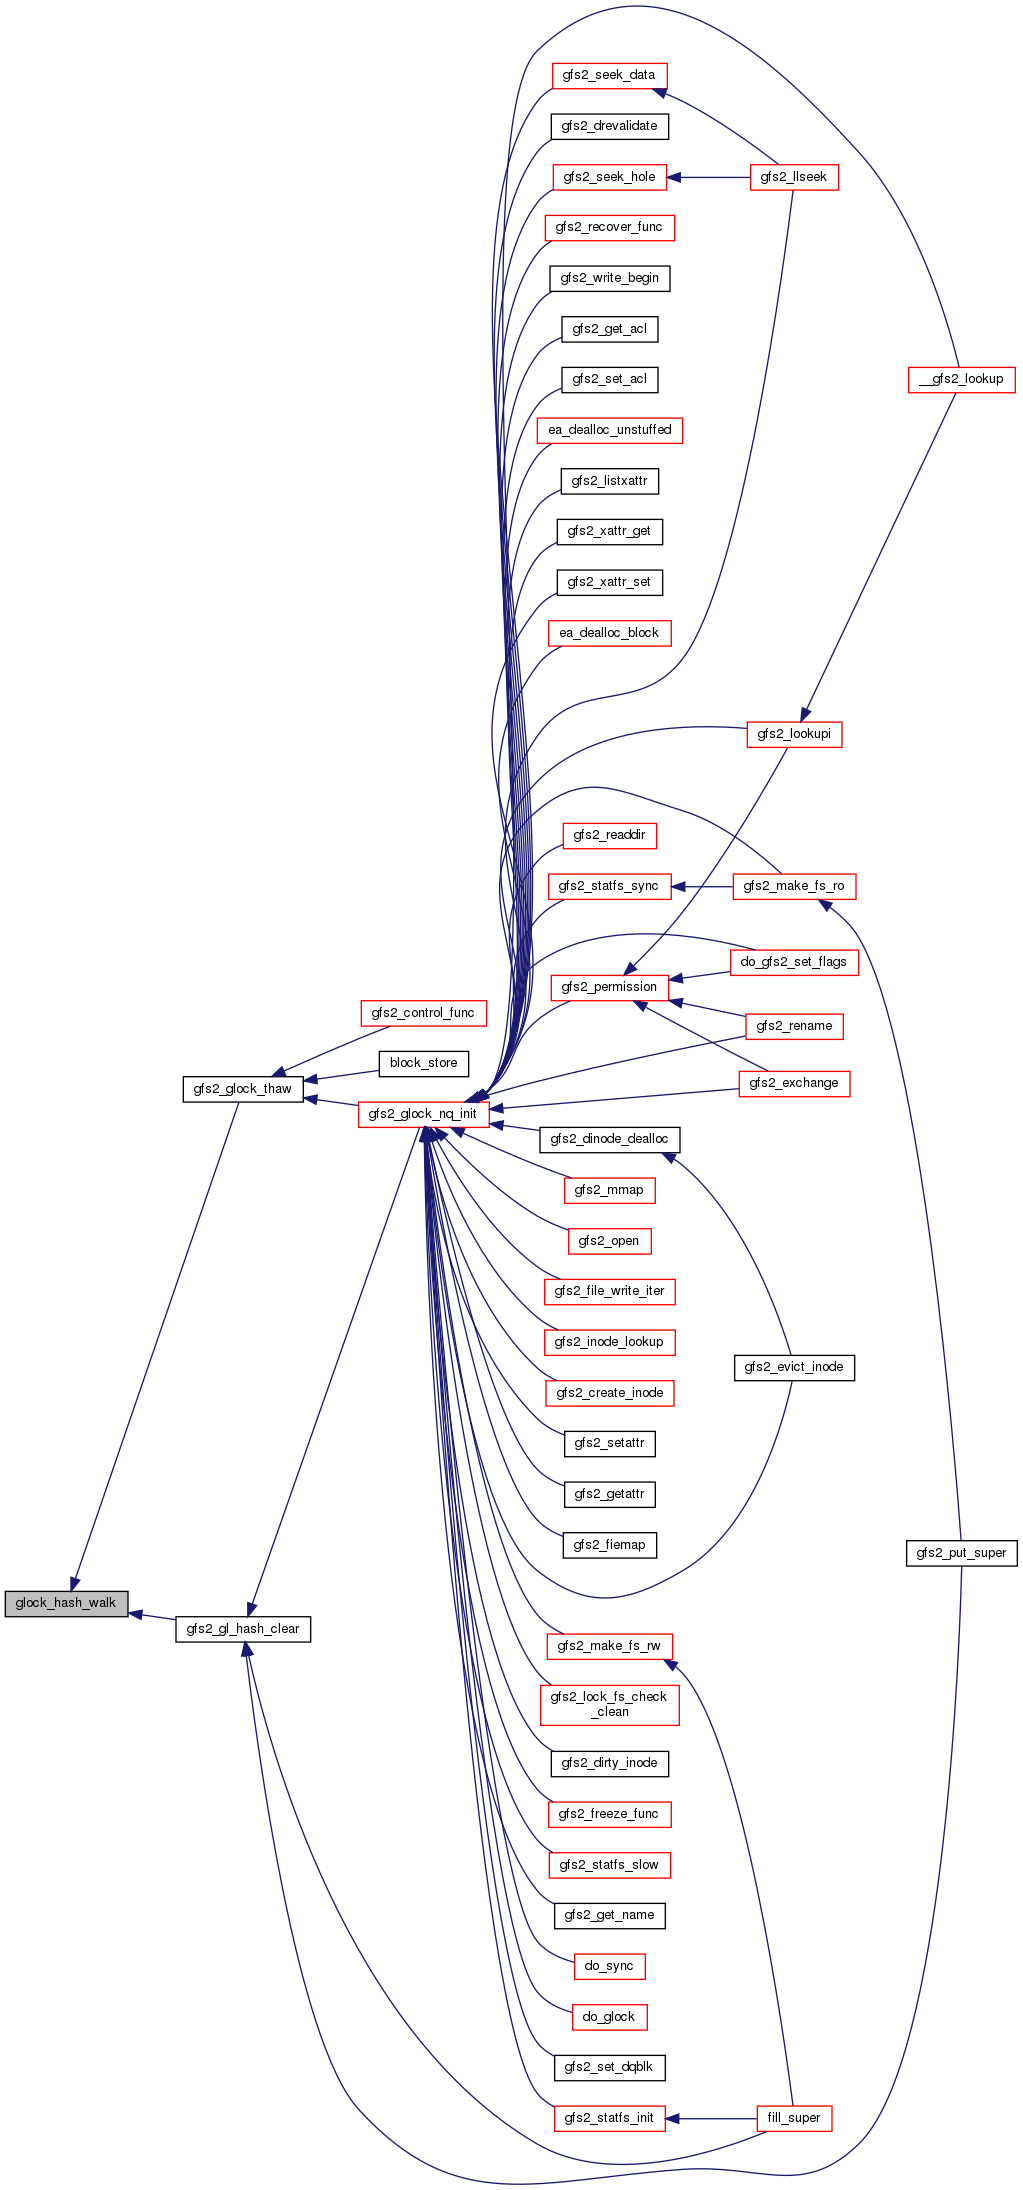 gfs2_seek_data
gfs2_drevalidate
gfs2_seek_hole
gfs2_llseek
gfs2_recover_func
gfs2_write_begin
gfs2_get_acl
gfs2_set_acl
__gfs2_lookup
ea_dealloc_unstuffed
gfs2_listxattr
gfs2_xattr_get
gfs2_xattr_set
ea_dealloc_block
gfs2_lookupi
gfs2_readdir
gfs2_statfs_sync
gfs2_make_fs_ro
do_gfs2_set_flags
gfs2_permission
gfs2_control_func
gfs2_rename
block_store
gfs2_glock_thaw
gfs2_exchange
gfs2_glock_nq_init
gfs2_dinode_dealloc
gfs2_mmap
gfs2_open
gfs2_file_write_iter
gfs2_inode_lookup
gfs2_evict_inode
gfs2_create_inode
gfs2_setattr
gfs2_getattr
gfs2_fiemap
gfs2_put_super
glock_hash_walk
gfs2_gl_hash_clear
gfs2_make_fs_rw
gfs2_lock_fs_check
_clean
gfs2_dirty_inode
gfs2_freeze_func
gfs2_statfs_slow
gfs2_get_name
do_sync
do_glock
gfs2_set_dqblk
gfs2_statfs_init
fill_super